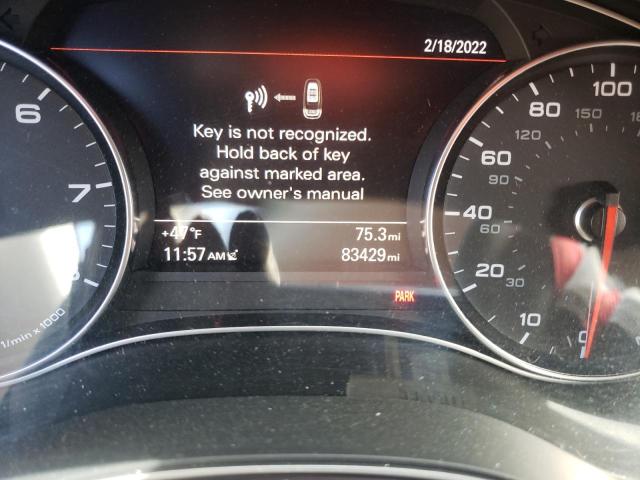 2/18/2022
Key is not recognized.
Hold back of key
against marked area.
See owner's manual
+47°F 75.3 mi
11:57 AM 83429 mi
PARK
6
7
1/min x 1000
100
80
60
40
20
10
0
150
120
90
60
30